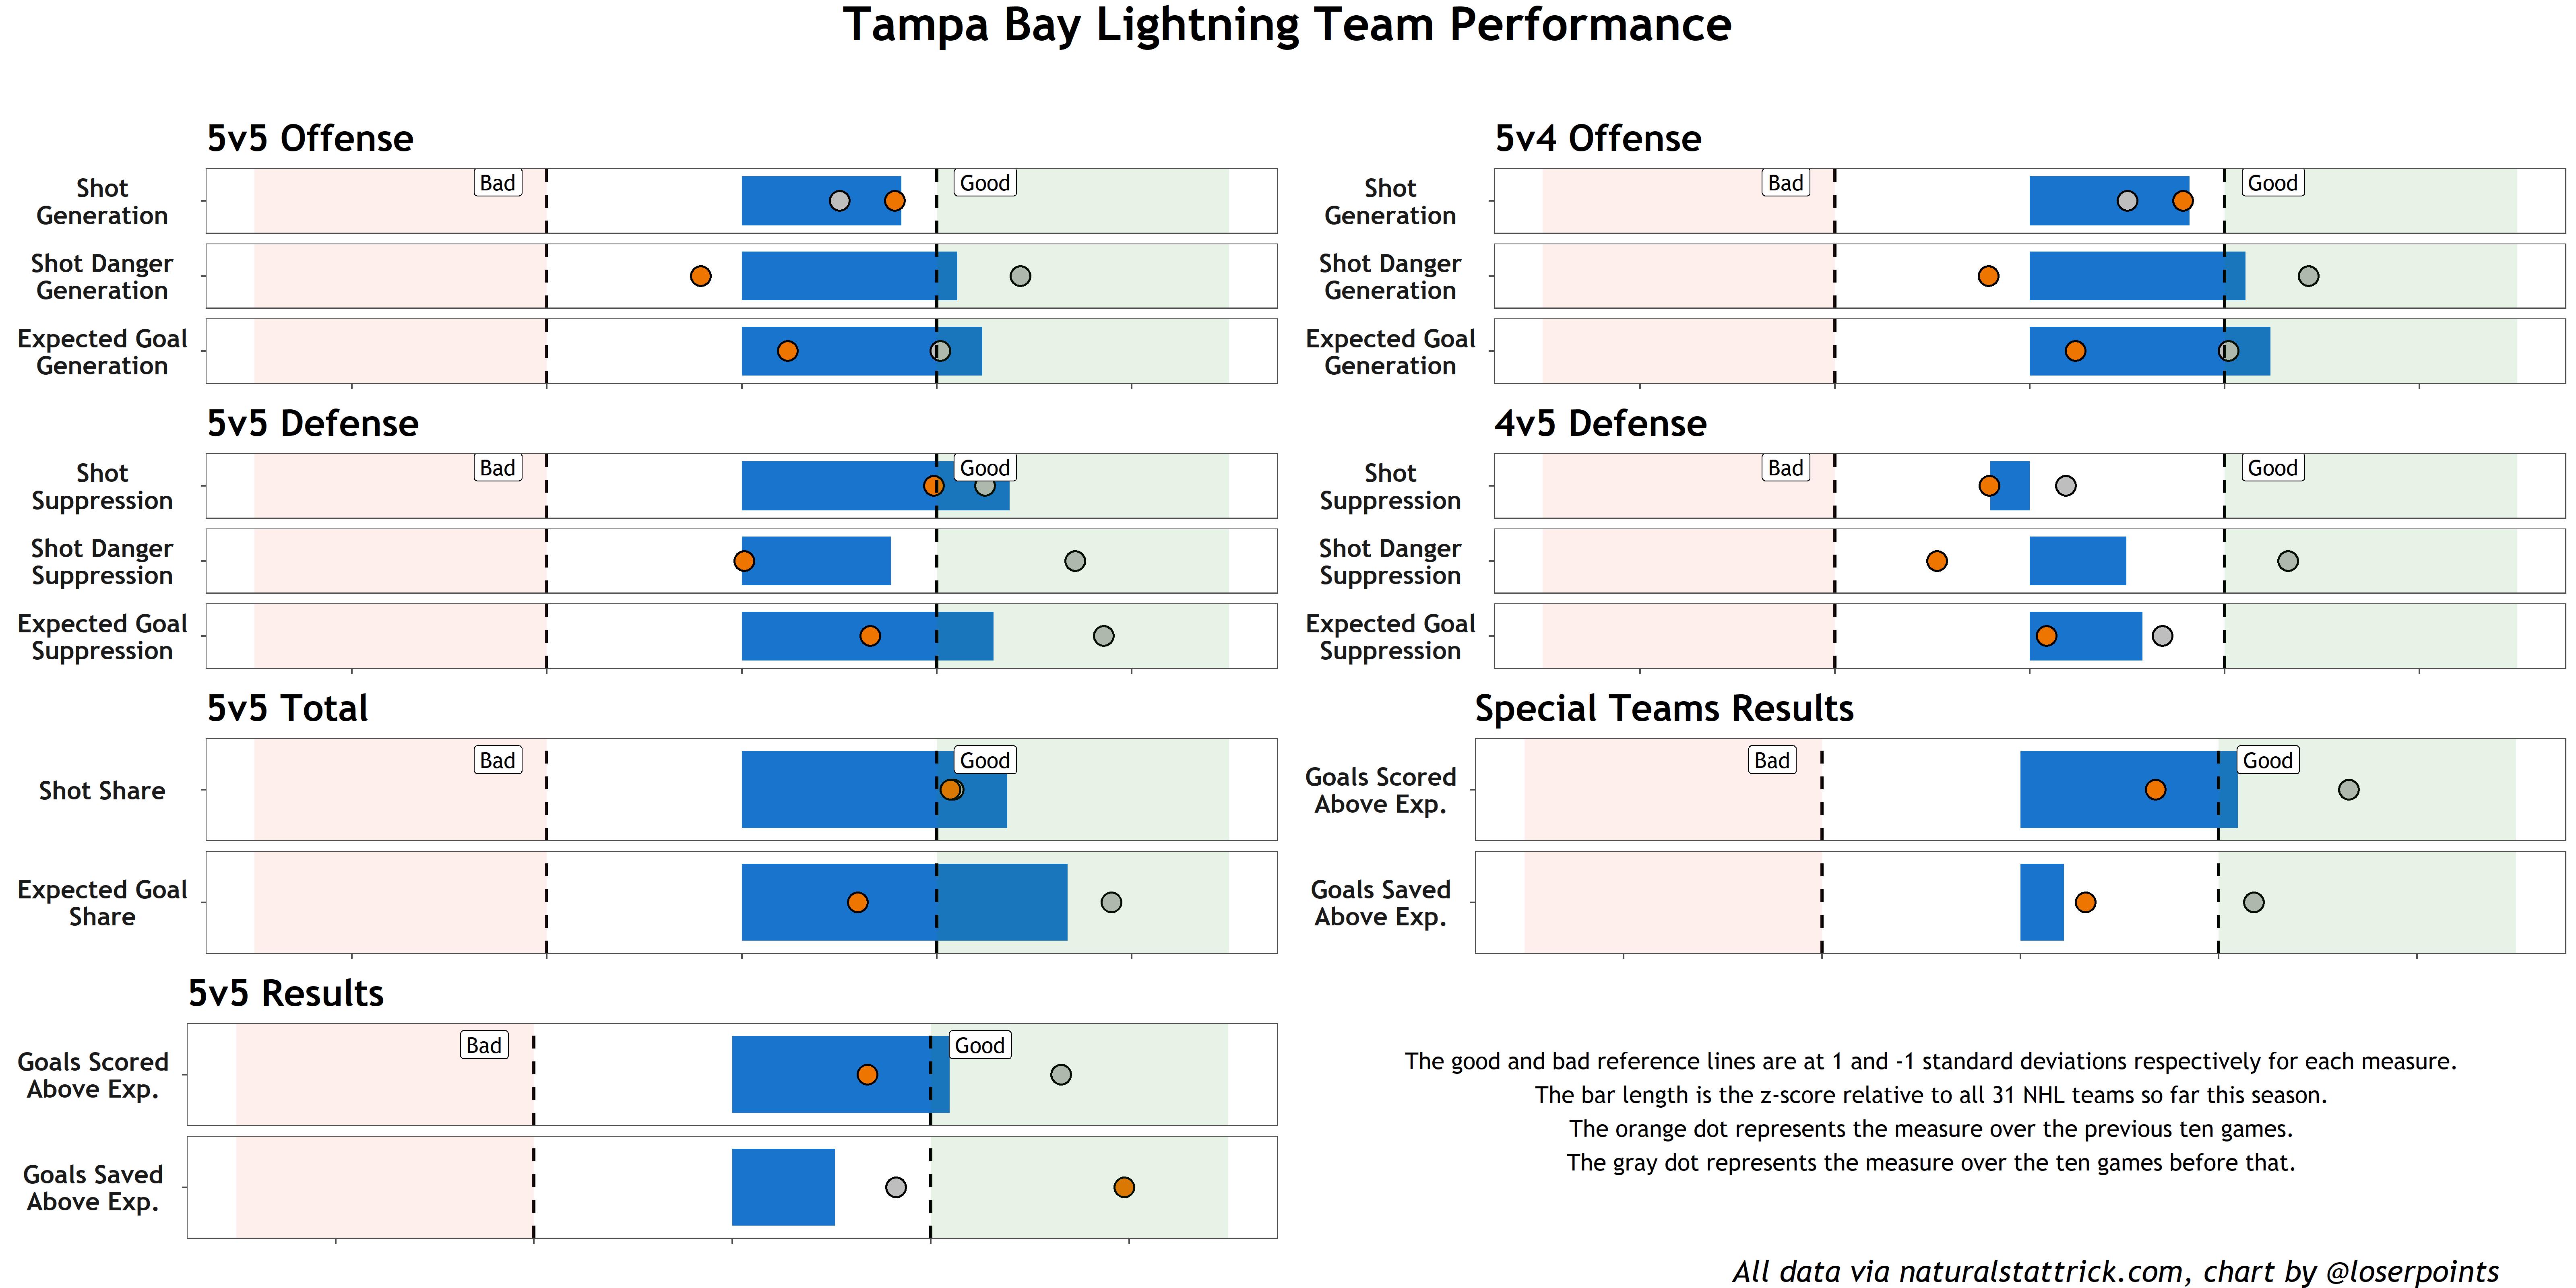 Tampa Bay Lightning Team Performance
5v5 Offense
Bad
Good
Shot
Generation
Shot Danger
Generation
Expected Goal
Generation
5v4 Offense
Bad
Good
Shot
Generation
Shot Danger
Generation
Expected Goal
Generation
5v5 Defense
Bad
Good
Shot
Suppression
Shot Danger
Suppression
Expected Goal
Suppression
4v5 Defense
Bad
Good
Shot
Suppression
Shot Danger
Suppression
Expected Goal
Suppression
5v5 Total
Bad
Good
Shot Share
Expected Goal
Share
Special Teams Results
Bad
Good
Goals Scored
Above Exp.
Goals Saved
Above Exp.
5v5 Results
Bad
Good
Goals Scored
Above Exp.
Goals Saved
Above Exp.
The good and bad reference lines are at 1 and -1 standard deviations respectively for each measure.
The bar length is the z-score relative to all 31 NHL teams so far this season.
The orange dot represents the measure over the previous ten games.
The gray dot represents the measure over the ten games before that.
All data via naturalstattrick.com, chart by @loserpoints